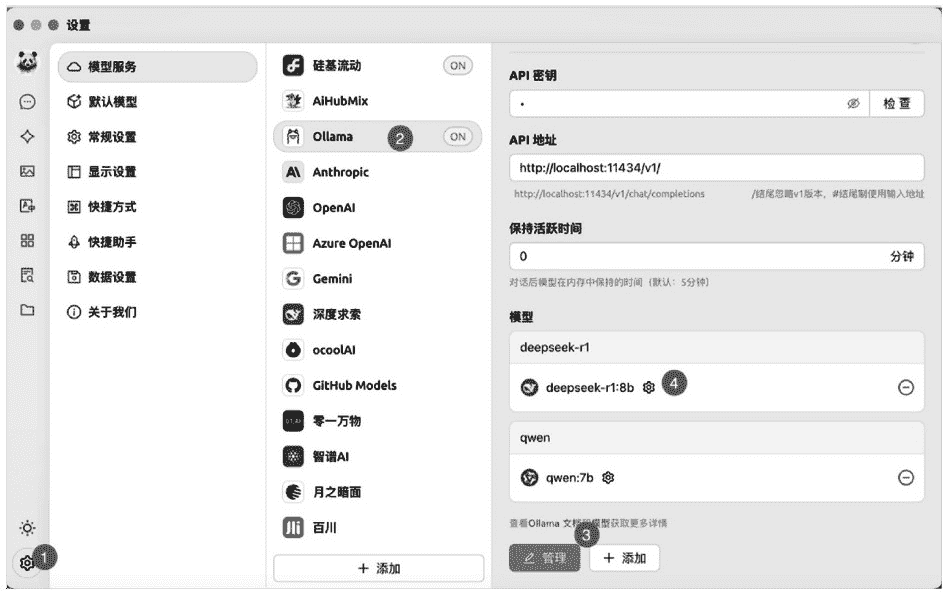 设置
模型服务
默认模型
常规设置
显示设置
快捷方式
快捷助手
数据设置
关于我们
1
硅基流动 ON
AiHubMix
Ollama 2 ON
Anthropic
OpenAI
Azure OpenAI
Gemini
深度求索
ocoolAI
GitHub Models
01.AI 零一万物
智谱AI
月之暗面
百川
+ 添加
API 密钥
• 检查
API 地址
http://localhost:11434/v1/
http://localhost:11434/v1/chat/completions /结尾忽略v1版本，#结尾制使用输入地址
保持活跃时间
0 分钟
对话后模型在内存中保持的时间（默认：5分钟）
模型
deepseek-r1
deepseek-r1:8b 4
qwen
qwen:7b
查看Ollama 文档和模型获取更多详情
3
管理 + 添加